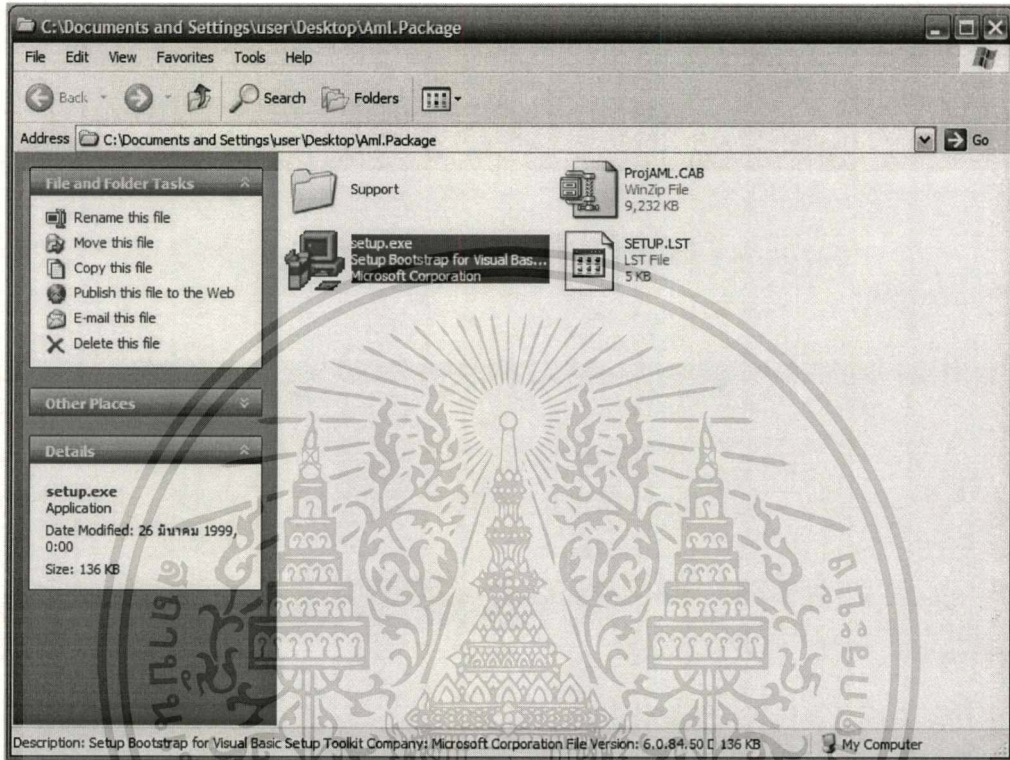 C:\Documents and Settings\user\Desktop\Aml.Package
File Edit View Favorites Tools Help
Back Search Folders
Address C:\Documents and Settings\user\Desktop\Aml.Package Go
File and Folder Tasks
Rename this file
Move this file
Copy this file
Publish this file to the Web
E-mail this file
Delete this file
Other Places
Details
setup.exe
Application
Date Modified: 26 มีนาคม 1999,
0:00
Size: 136 KB
Support
ProjAML.CAB
WinZip File
9,232 KB
setup.exe
Setup Bootstrap for Visual Bas...
Microsoft Corporation
SETUP.LST
LST File
5 KB
Description: Setup Bootstrap for Visual Basic Setup Toolkit Company: Microsoft Corporation File Version: 6.0.84.50 136 KB My Computer